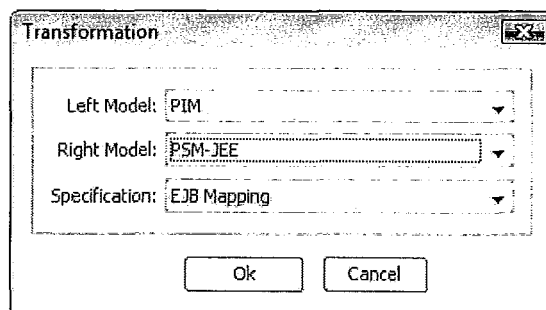 Transformation
Left Model: PIM
Right Model: PSM-JEE
Specification: EJB Mapping
Ok Cancel